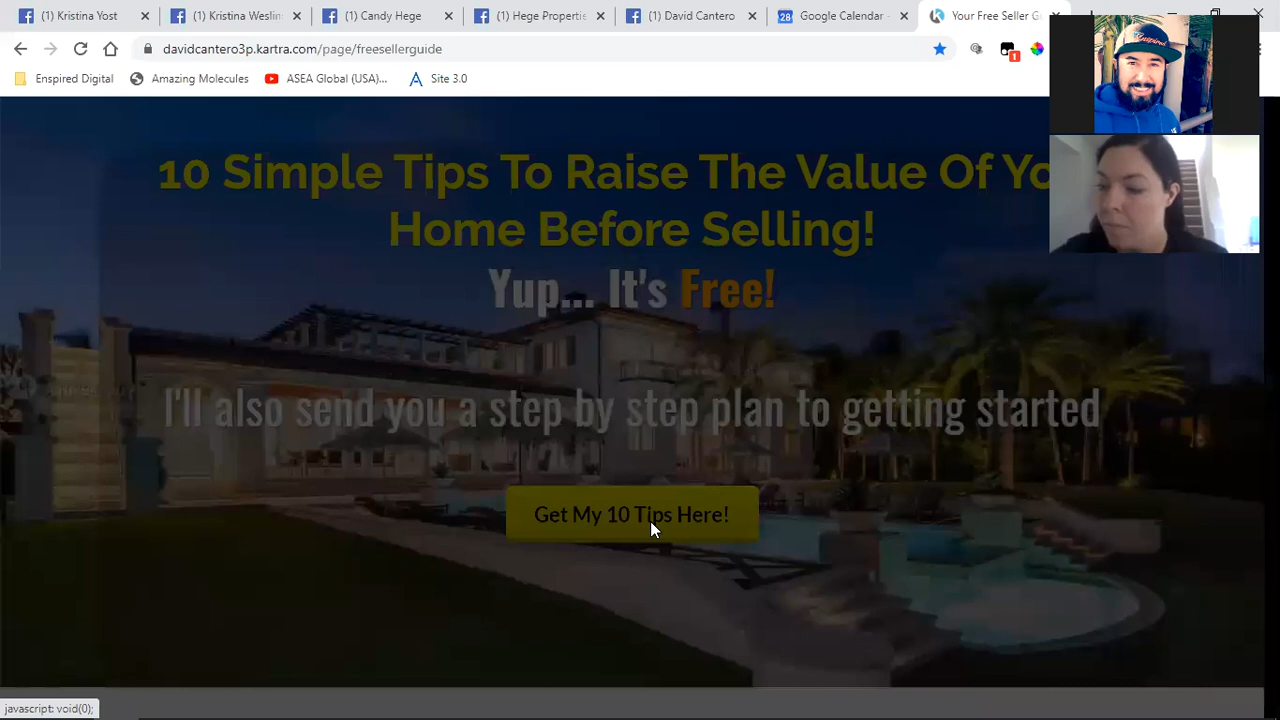 (1) Kristina Yost
(1) Kristina Weslin
(1) Candy Hege
(1) Hege Properti
(1) David Cantero
Google Calendar -
Your Free Seller G
davidcantero3p.kartra.com/page/freesellerguide
1
Enspired Digital
Amazing Molecules
ASEA Global (USA)...
Site 3.0
10 Simple Tips To Raise The Value Of Yo
Home Before Selling!
Yup... It's Free!
I'll also send you a step by step plan to getting started
Get My 10 Tips Here!
javascript: void(0);